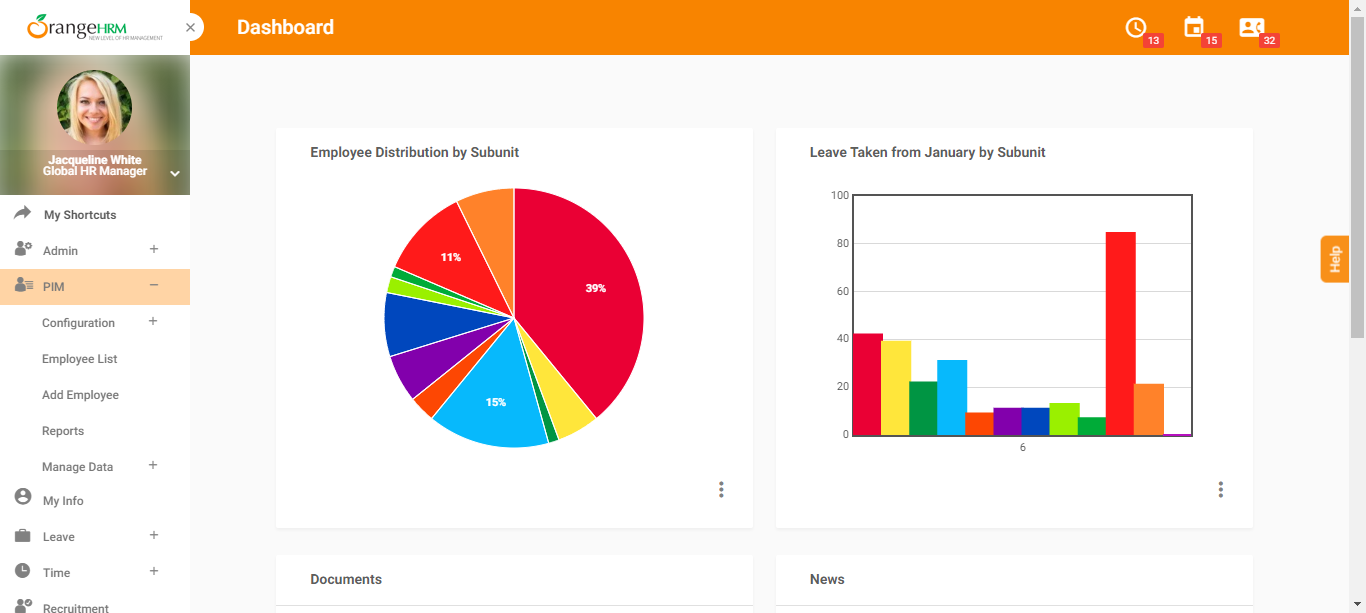 OrangeHRM
NEW LEVEL OF HR MANAGEMENT
Dashboard
13
15
32
Jacqueline White
Global HR Manager
My Shortcuts
Admin
PIM
Configuration
Employee List
Add Employee
Reports
Manage Data
My Info
Leave
Time
Recruitment
Employee Distribution by Subunit
39%
11%
15%
Leave Taken from January by Subunit
100
80
60
40
20
0
6
Help
Documents
News